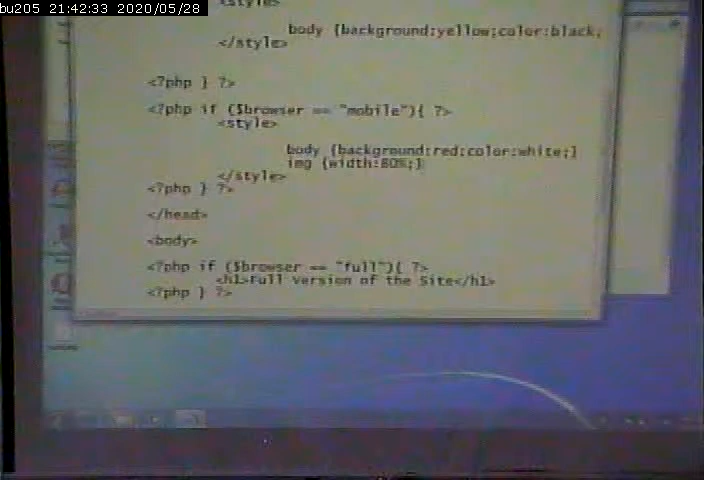 bu205 21:42:33 2020/05/28
<style>
body {background:yellow;color:black;
</style>
<?php } ?>
<?php if ($browser == "mobile"){ ?>
<style>
body {background:red;color:white;}
img {width:80%;}
</style>
<?php } ?>
</head>
<body>
<?php if ($browser == "full"){ ?>
<h1>Full Version of the Site</h1>
<?php } ?>